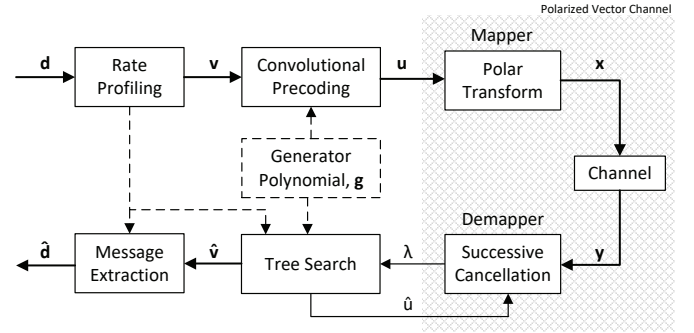 Polarized Vector Channel
Mapper
d
Rate
Profiling
v
Convolutional
Precoding
u
Polar
Transform
x
Generator
Polynomial, g
Channel
Demapper
d̂
Message
Extraction
v̂
Tree Search
λ
Successive
Cancellation
y
û